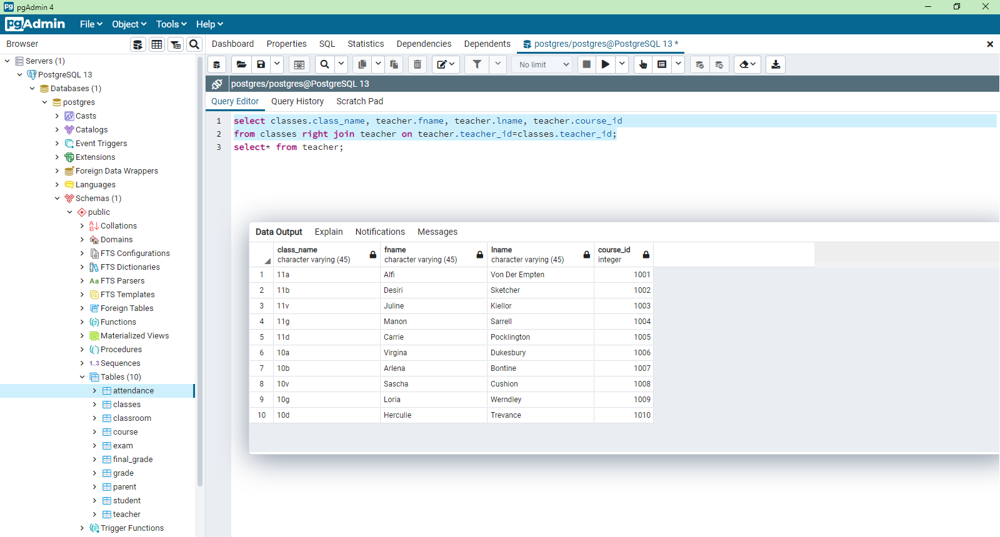 pgAdmin 4
pgAdmin File Object Tools Help
Browser
Dashboard Properties SQL Statistics Dependencies Dependents postgres/postgres@PostgreSQL 13 *
No limit
postgres/postgres@PostgreSQL 13
Query Editor Query History Scratch Pad
Servers (1)
PostgreSQL 13
Databases (1)
postgres
Casts
Catalogs
Event Triggers
Extensions
Foreign Data Wrappers
Languages
Schemas (1)
public
Collations
Domains
FTS Configurations
FTS Dictionaries
Aa FTS Parsers
FTS Templates
Foreign Tables
Functions
Materialized Views
Procedures
1..3 Sequences
Tables (10)
attendance
classes
classroom
course
exam
final_grade
grade
parent
student
teacher
Trigger Functions
1 select classes.class_name, teacher.fname, teacher.lname, teacher.course_id
2 from classes right join teacher on teacher.teacher_id=classes.teacher_id;
3 select* from teacher;
Data Output Explain Notifications Messages
class_name fname lname course_id
character varying (45) character varying (45) character varying (45) integer
1 11a Alfi Von Der Empten 1001
2 11b Desiri Sketcher 1002
3 11v Juline Kiellor 1003
4 11g Manon Sarrell 1004
5 11d Carrie Pocklington 1005
6 10a Virgina Dukesbury 1006
7 10b Arlena Bontine 1007
8 10v Sascha Cushion 1008
9 10g Loria Werndley 1009
10 10d Herculie Trevance 1010